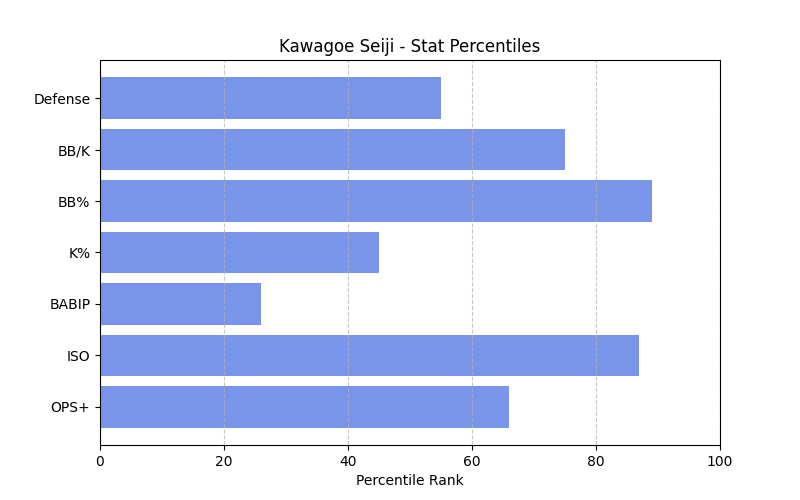 Kawagoe Seiji - Stat Percentiles
Defense
BB/K
BB%
K%
BABIP
ISO
OPS+
0 20 40 60 80 100
Percentile Rank